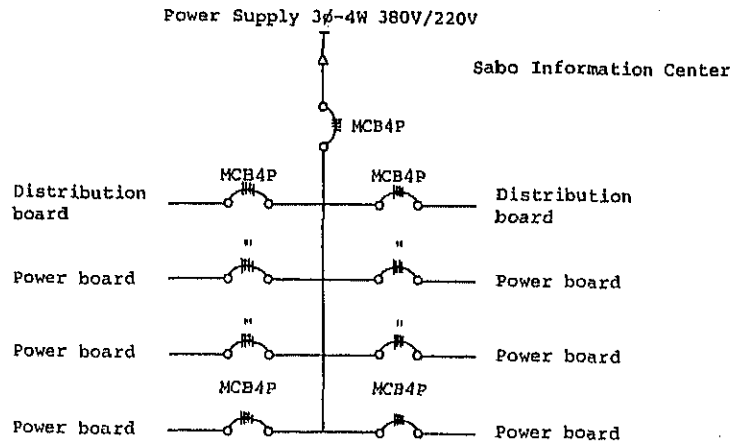 Power Supply 3ø-4W 380V/220V
Sabo Information Center
MCB4P
MCB4P MCB4P
Distribution board
Distribution board
" "
Power board Power board
" "
Power board Power board
MCB4P MCB4P
Power board Power board